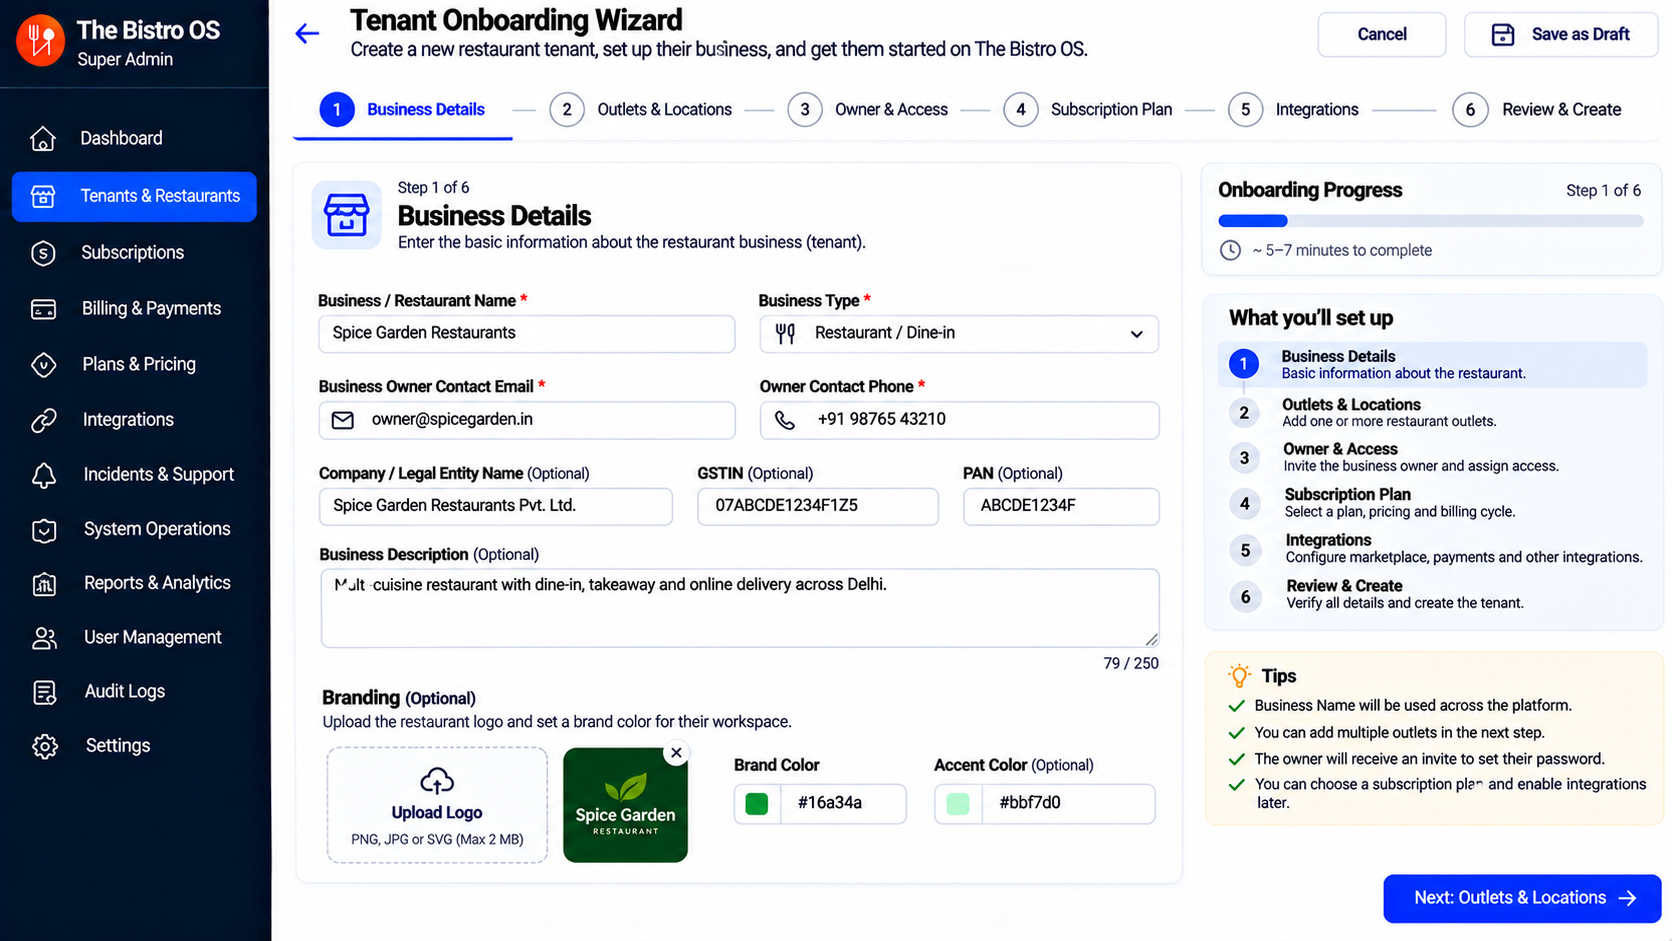 The Bistro OS
Super Admin
Dashboard
Tenants & Restaurants
Subscriptions
Billing & Payments
Plans & Pricing
Integrations
Incidents & Support
System Operations
Reports & Analytics
User Management
Audit Logs
Settings
Tenant Onboarding Wizard
Create a new restaurant tenant, set up their business, and get them started on The Bistro OS.
Cancel
Save as Draft
1 Business Details
2 Outlets & Locations
3 Owner & Access
4 Subscription Plan
5 Integrations
6 Review & Create
Step 1 of 6
Business Details
Enter the basic information about the restaurant business (tenant).
Business / Restaurant Name *
Spice Garden Restaurants
Business Type *
Restaurant / Dine-in
Business Owner Contact Email *
owner@spicegarden.in
Owner Contact Phone *
+91 98765 43210
Company / Legal Entity Name (Optional)
Spice Garden Restaurants Pvt. Ltd.
GSTIN (Optional)
07ABCDE1234F1Z5
PAN (Optional)
ABCDE1234F
Business Description (Optional)
cuisine restaurant with dine-in, takeaway and online delivery across Delhi.
79 / 250
Branding (Optional)
Upload the restaurant logo and set a brand color for their workspace.
Upload Logo
PNG, JPG or SVG (Max 2 MB)
Spice Garden
RESTAURANT
Brand Color
#16a34a
Accent Color (Optional)
#bbf7d0
Onboarding Progress
Step 1 of 6
~ 5–7 minutes to complete
What you’ll set up
1 Business Details
Basic information about the restaurant.
2 Outlets & Locations
Add one or more restaurant outlets.
3 Owner & Access
Invite the business owner and assign access.
4 Subscription Plan
Select a plan, pricing and billing cycle.
5 Integrations
Configure marketplace, payments and other integrations.
6 Review & Create
Verify all details and create the tenant.
Tips
Business Name will be used across the platform.
You can add multiple outlets in the next step.
The owner will receive an invite to set their password.
You can choose a subscription plan and enable integrations
later.
Next: Outlets & Locations